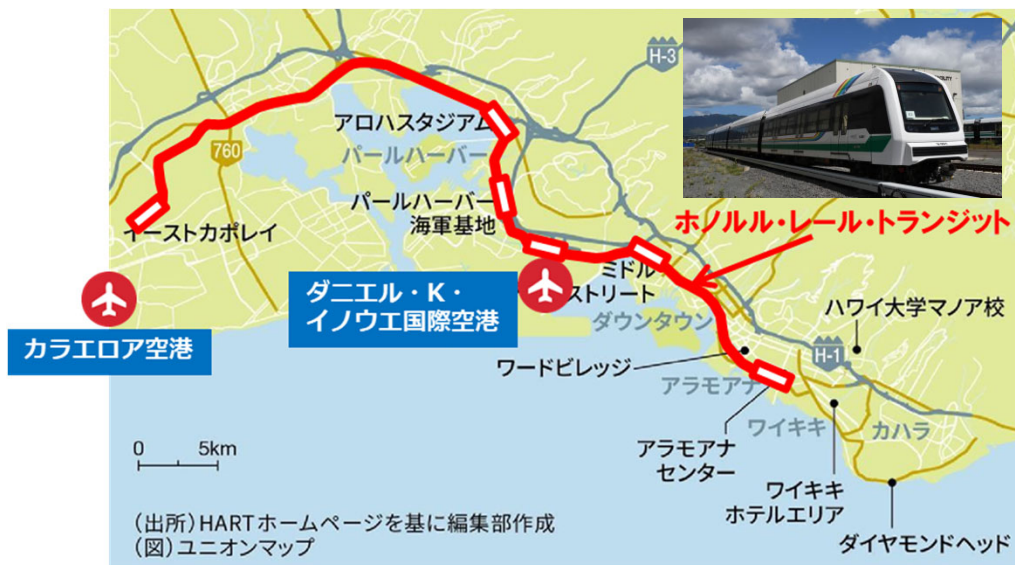 H-3
アロハスタジアム
760
パールハーバー
パールハーバー
海軍基地
イーストカポレイ
ホノルル・レール・トランジット
ミドル
ストリート
ダニエル・K・
イノウエ国際空港
カラエロア空港
ダウンタウン
ハワイ大学マノア校
ワードビレッジ
H-1
アラモアナ
ワイキキ
カハラ
アラモアナ
センター
0 5km
ワイキキ
ホテルエリア
ダイヤモンドヘッド
(出所)HARTホームページを基に編集部作成
(図)ユニオンマップ